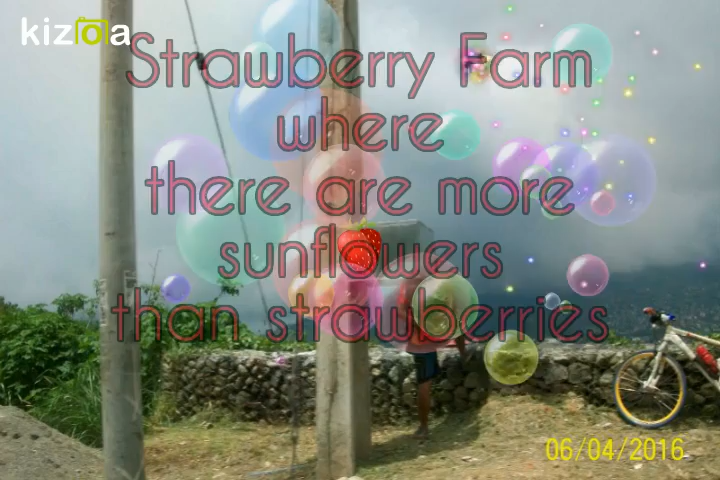 kizoa
Strawberry Farm
where
there are more
sunflowers
than strawberries
06/04/2016